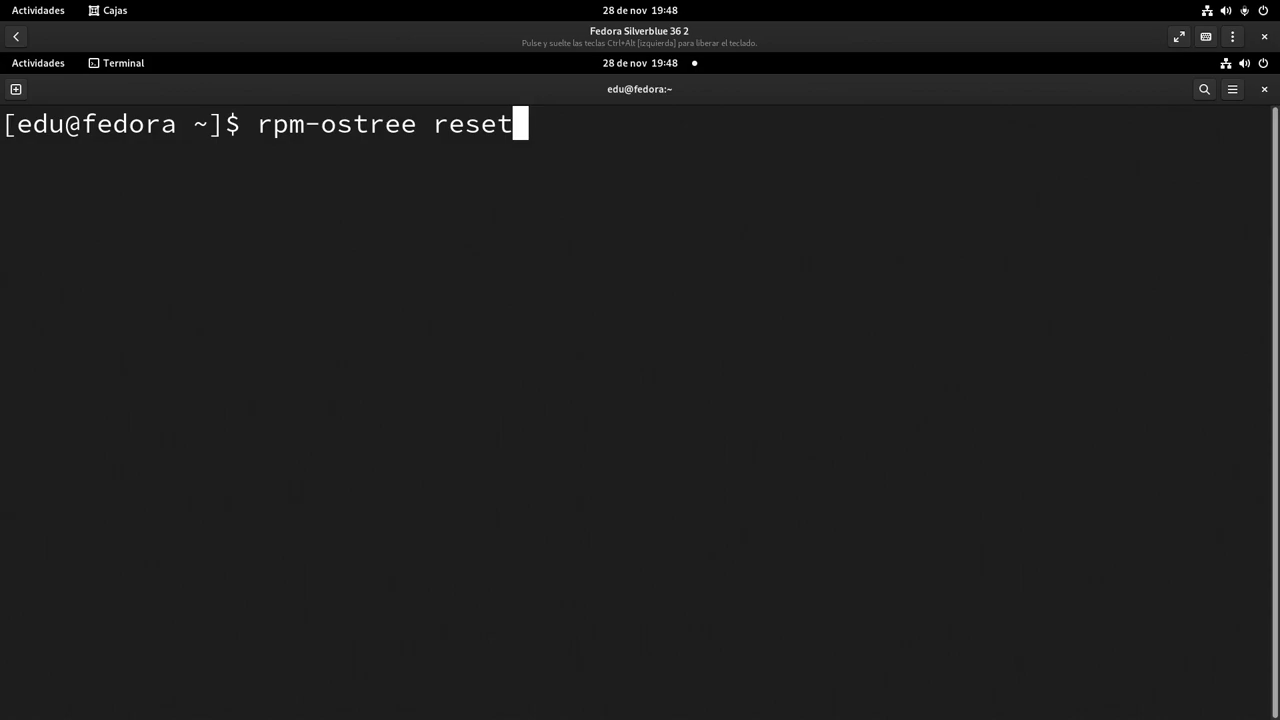 Actividades Cajas 28 de nov 19:48
Fedora Silverblue 36 2
Pulse y suelte las teclas Ctrl+Alt [izquierda] para liberar el teclado.
Actividades Terminal 28 de nov 19:48
edu@fedora:~
[edu@fedora ~]$ rpm-ostree reset